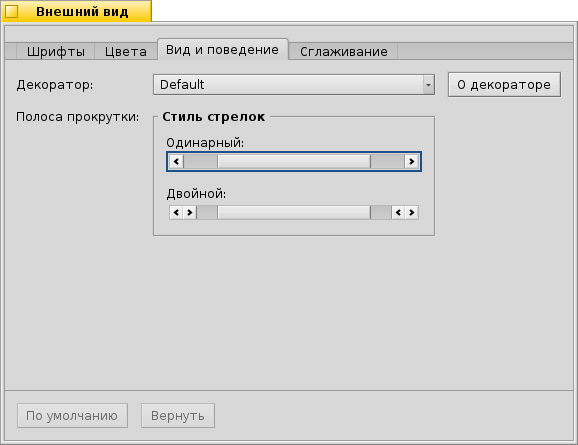 Внешний вид
Шрифты Цвета Вид и поведение Сглаживание
Декоратор: Default О декораторе
Полоса прокрутки: Стиль стрелок
Одинарный:
Двойной:
По умолчанию Вернуть